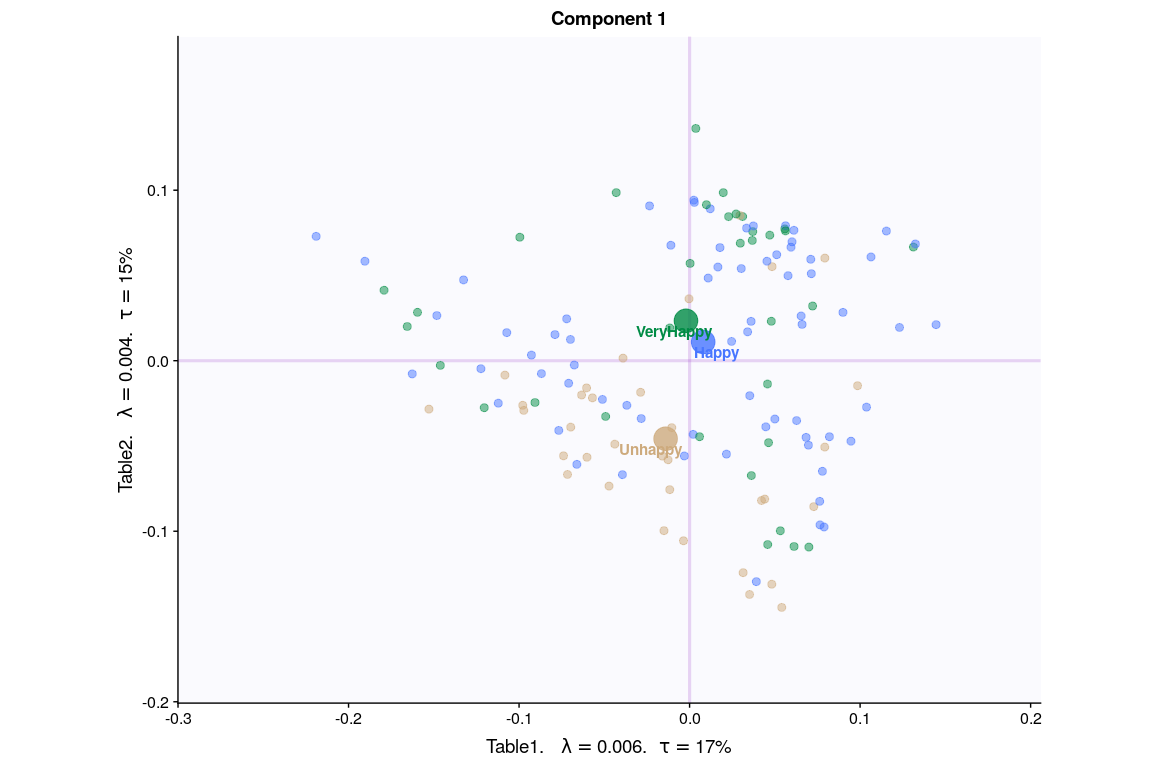 Component 1
0.1
0.0
-0.1
-0.2
Table2.   λ = 0.004.  τ = 15%
VeryHappy
Happy
Unhappy
-0.3
-0.2
-0.1
0.0
0.1
0.2
Table1.   λ = 0.006.  τ = 17%